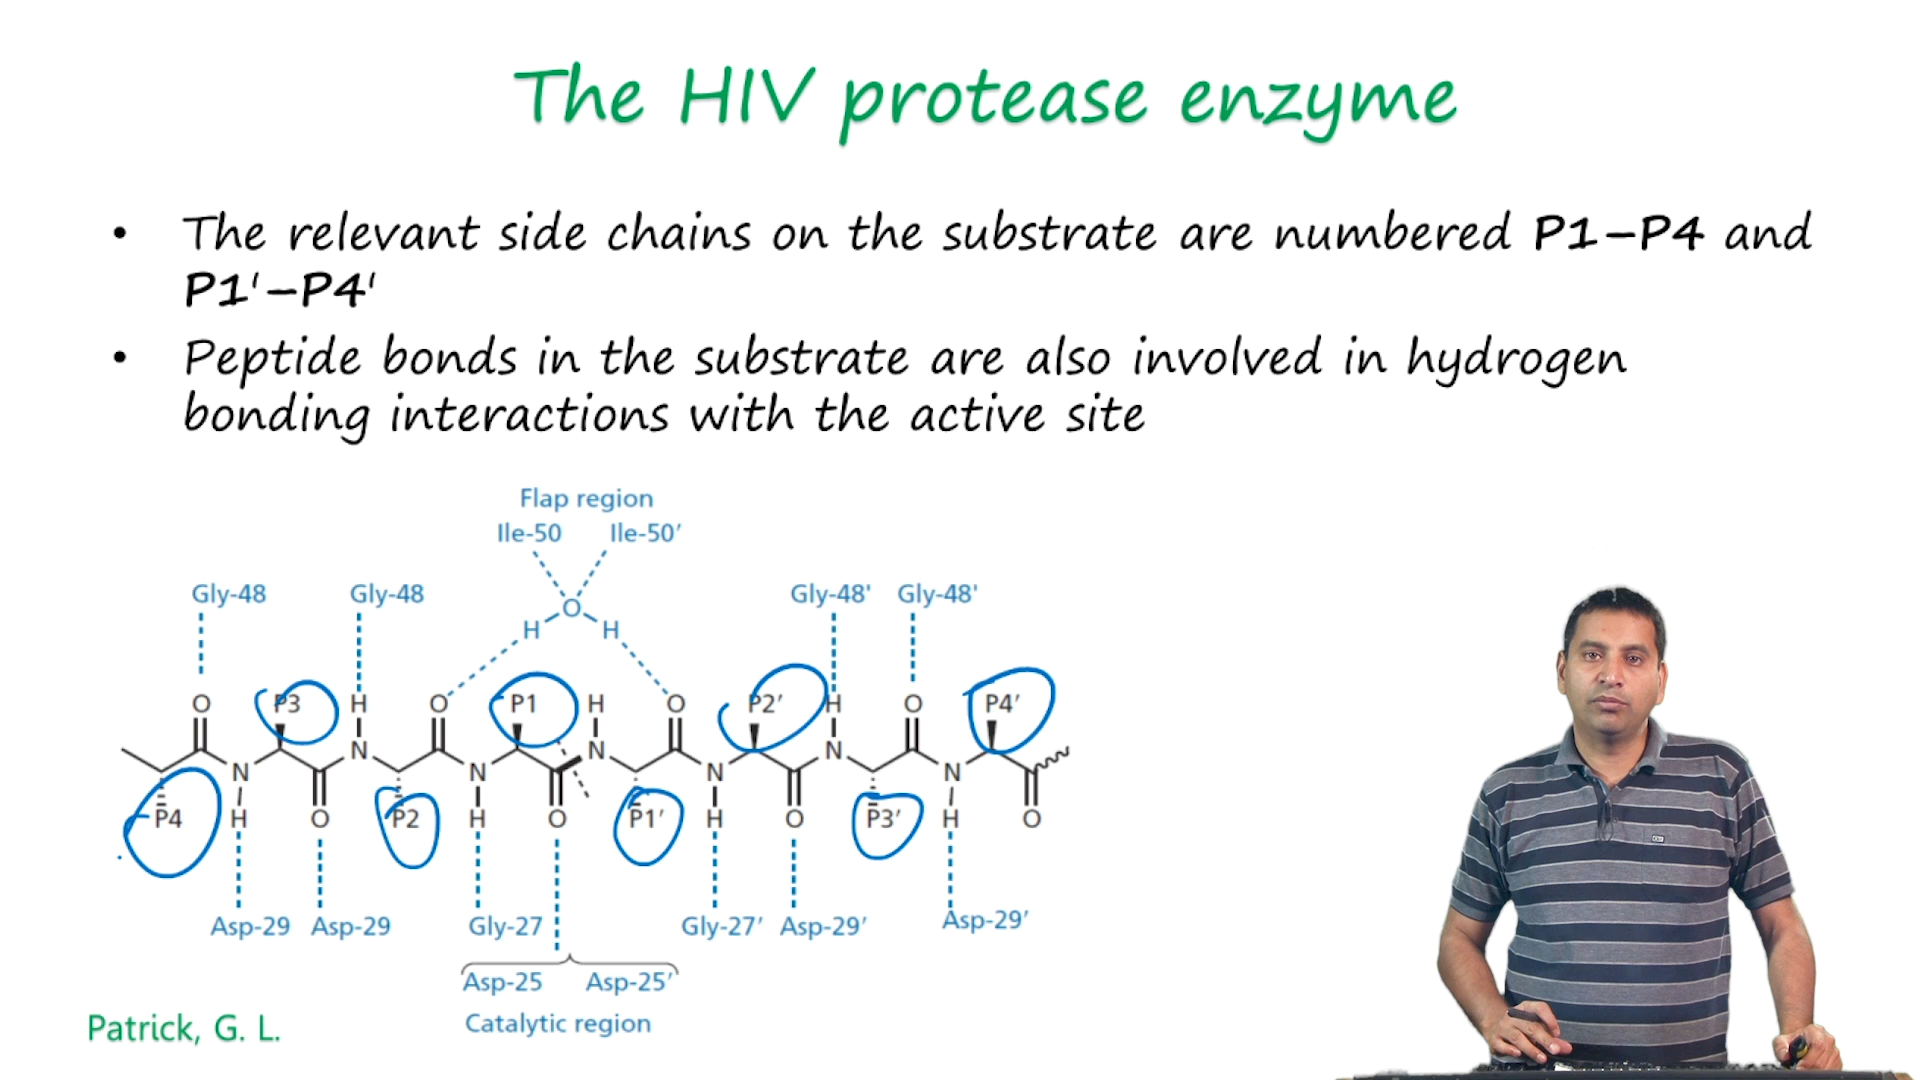 The HIV protease enzyme
• The relevant side chains on the substrate are numbered P1–P4 and
P1'–P4'
• Peptide bonds in the substrate are also involved in hydrogen
bonding interactions with the active site
Flap region
Ile-50 Ile-50′
Gly-48 Gly-48 O Gly-48' Gly-48'
H H
O P3 H O P1 H O P2′ H O P4′
N N N N
N N N N
P4 H O P2 H O P1′ H O P3′ H O
Asp-29 Asp-29 Gly-27 Gly-27′ Asp-29′ Asp-29′
Asp-25 Asp-25′
Catalytic region
Patrick, G. L.